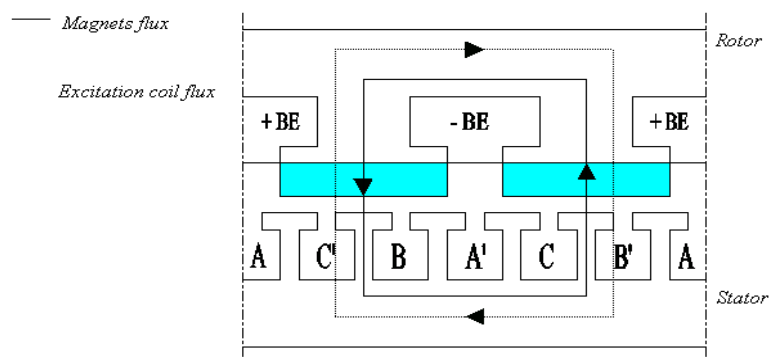 Magnets flux
Rotor
Excitation coil flux
+BE
-BE
+BE
A
C'
B
A'
C
B'
A
Stator